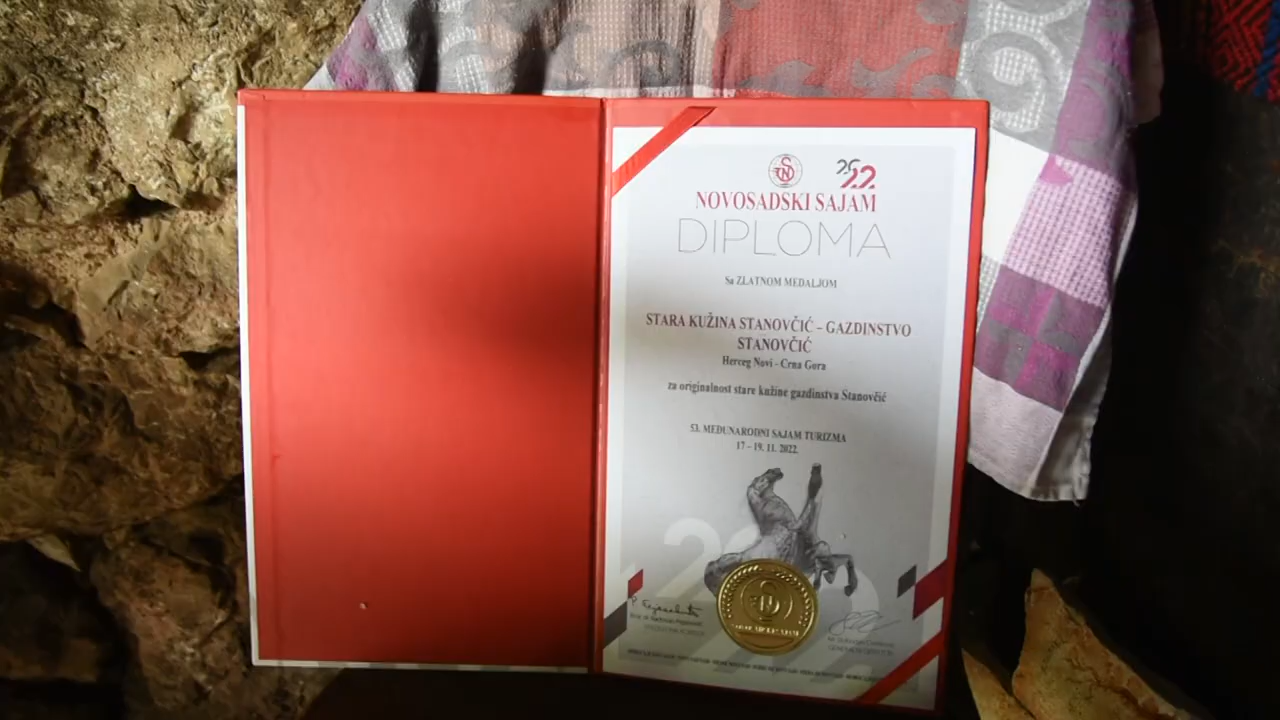 2022
NOVOSADSKI SAJAM
DIPLOMA
Sa ZLATNOM MEDALJOM
STARA KUŽINA STANOVČIĆ – GAZDINSTVO
STANOVČIĆ
Herceg Novi - Crna Gora
za originalnost stare kužine gazdinstva Stanovčić
53. MEĐUNARODNI SAJAM TURIZMA
17 – 19. 11. 2022.